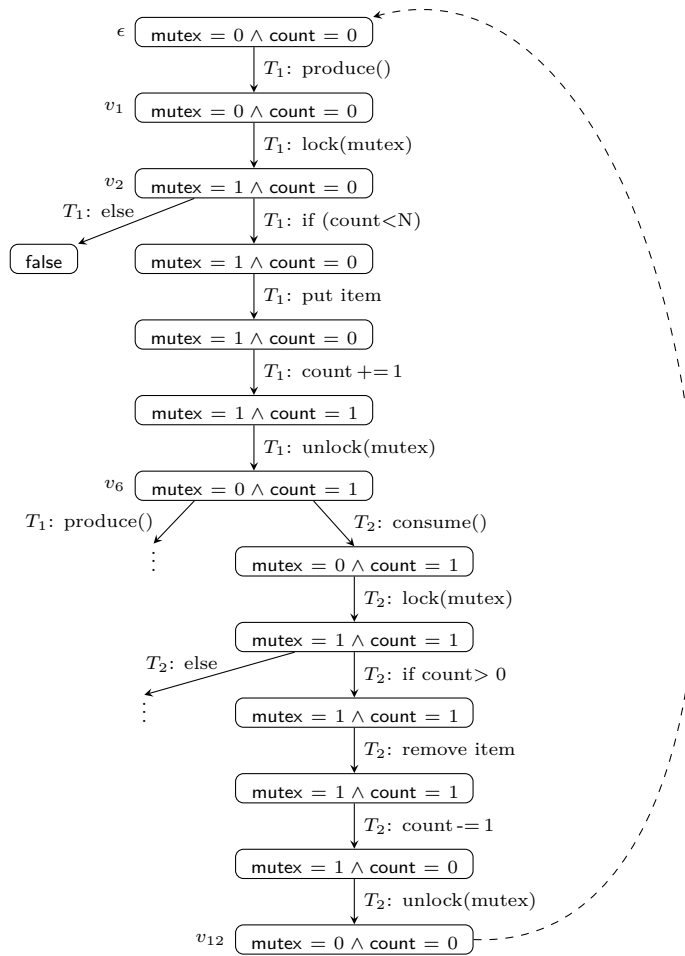 ϵ mutex = 0 ∧ count = 0
T₁: produce()
v₁ mutex = 0 ∧ count = 0
T₁: lock(mutex)
v₂ mutex = 1 ∧ count = 0
T₁: else T₁: if (count<N)
false mutex = 1 ∧ count = 0
T₁: put item
mutex = 1 ∧ count = 0
T₁: count += 1
mutex = 1 ∧ count = 1
T₁: unlock(mutex)
v₆ mutex = 0 ∧ count = 1
T₁: produce() T₂: consume()
⋮ mutex = 0 ∧ count = 1
T₂: lock(mutex)
mutex = 1 ∧ count = 1
T₂: else T₂: if count> 0
⋮ mutex = 1 ∧ count = 1
T₂: remove item
mutex = 1 ∧ count = 1
T₂: count -= 1
mutex = 1 ∧ count = 0
T₂: unlock(mutex)
v₁₂ mutex = 0 ∧ count = 0